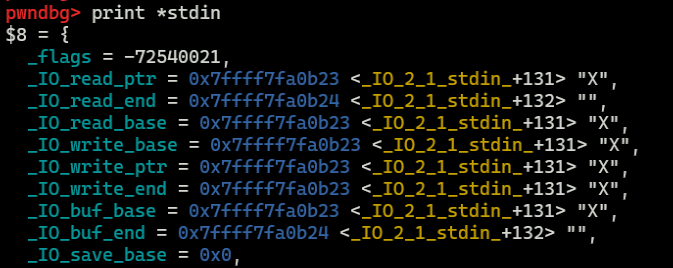 pwndbg> print *stdin
$8 = {
  _flags = -72540021,
  _IO_read_ptr = 0x7ffff7fa0b23 <_IO_2_1_stdin_+131> "X",
  _IO_read_end = 0x7ffff7fa0b24 <_IO_2_1_stdin_+132> "",
  _IO_read_base = 0x7ffff7fa0b23 <_IO_2_1_stdin_+131> "X",
  _IO_write_base = 0x7ffff7fa0b23 <_IO_2_1_stdin_+131> "X",
  _IO_write_ptr = 0x7ffff7fa0b23 <_IO_2_1_stdin_+131> "X",
  _IO_write_end = 0x7ffff7fa0b23 <_IO_2_1_stdin_+131> "X",
  _IO_buf_base = 0x7ffff7fa0b23 <_IO_2_1_stdin_+131> "X",
  _IO_buf_end = 0x7ffff7fa0b24 <_IO_2_1_stdin_+132> "",
  _IO_save_base = 0x0,